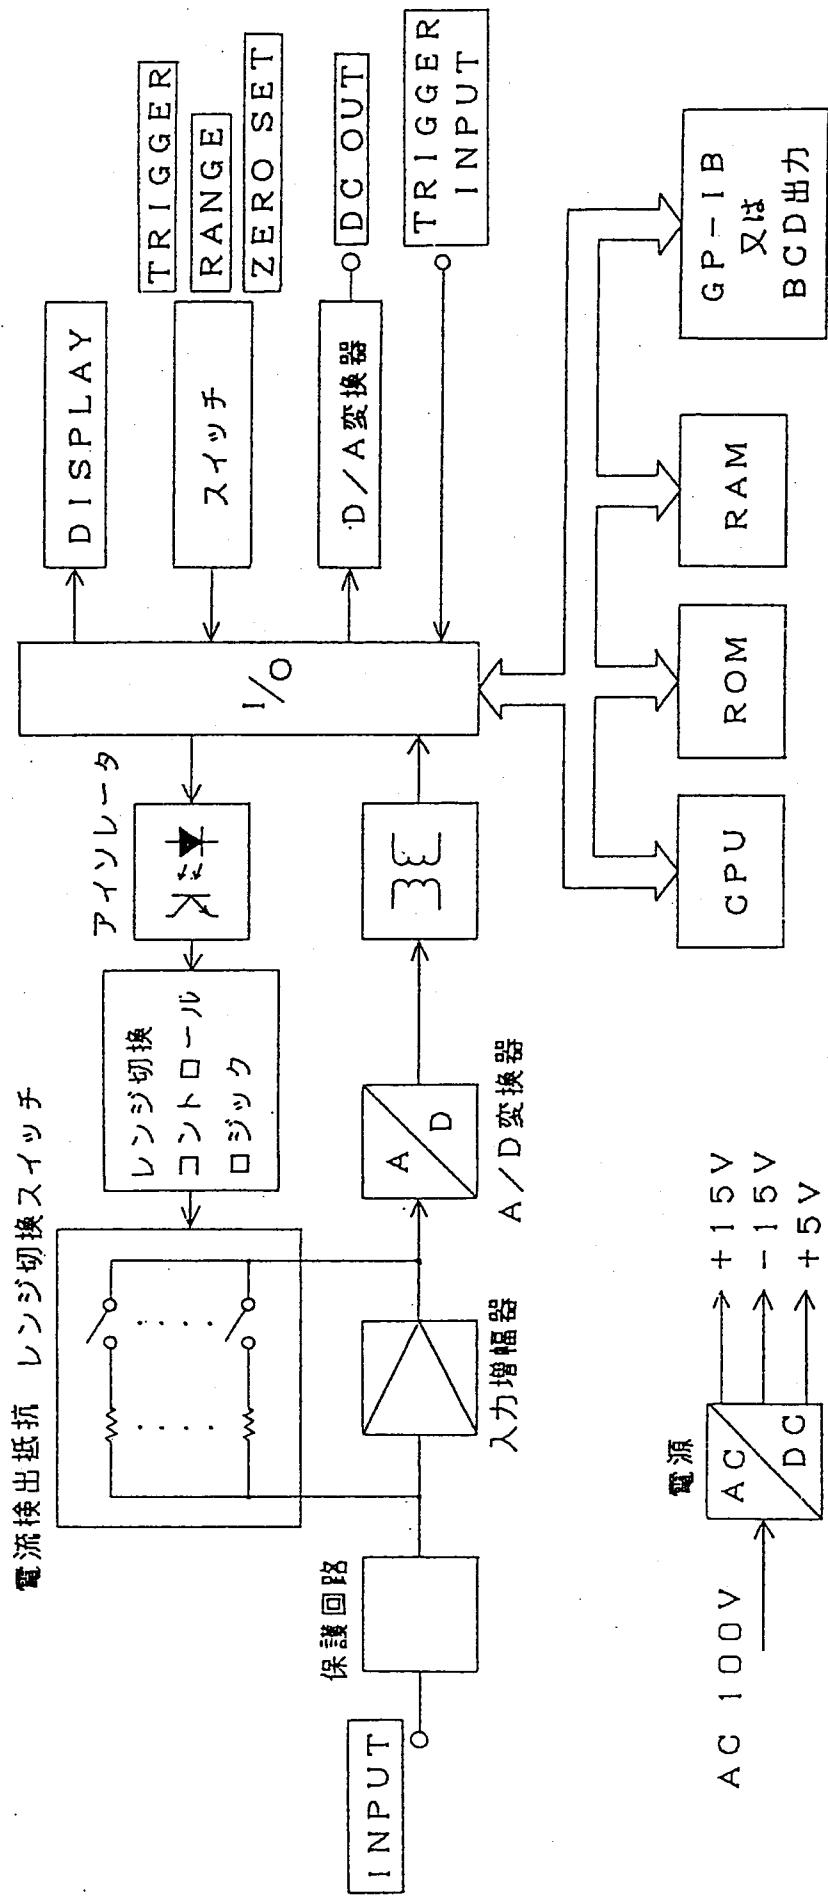 電流検出抵抗 レンジ切換スイッチ
レンジ切換
コントロール
ロジック
アイソレータ
I/O
DISPLAY
スイッチ
TRIGGER
RANGE
ZERO SET
D/A変換器
DC OUT
TRIGGER
INPUT
INPUT
保護回路
入力増幅器
A
D
A/D変換器
CPU
ROM
RAM
GP-IB
又は
BCD出力
AC 100V
電源
AC
DC
+15V
-15V
+5V